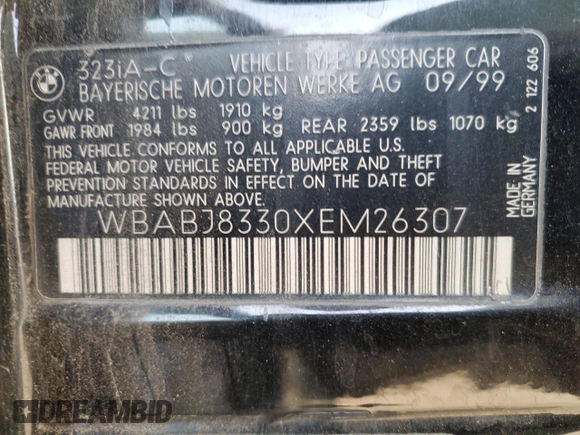 BMW
323iA-C VEHICLE TYPE PASSENGER CAR
BAYERISCHE MOTOREN WERKE AG 09/99
GVWR 4211 lbs 1910 kg
GAWR FRONT 1984 lbs 900 kg REAR 2359 lbs 1070 kg
THIS VEHICLE CONFORMS TO ALL APPLICABLE U.S.
FEDERAL MOTOR VEHICLE SAFETY, BUMPER AND THEFT
PREVENTION STANDARDS IN EFFECT ON THE DATE OF
MANUFACTURE SHOWN ABOVE.
WBABJ8330XEM26307
2 122 606
MADE IN
GERMANY
DREAMBID